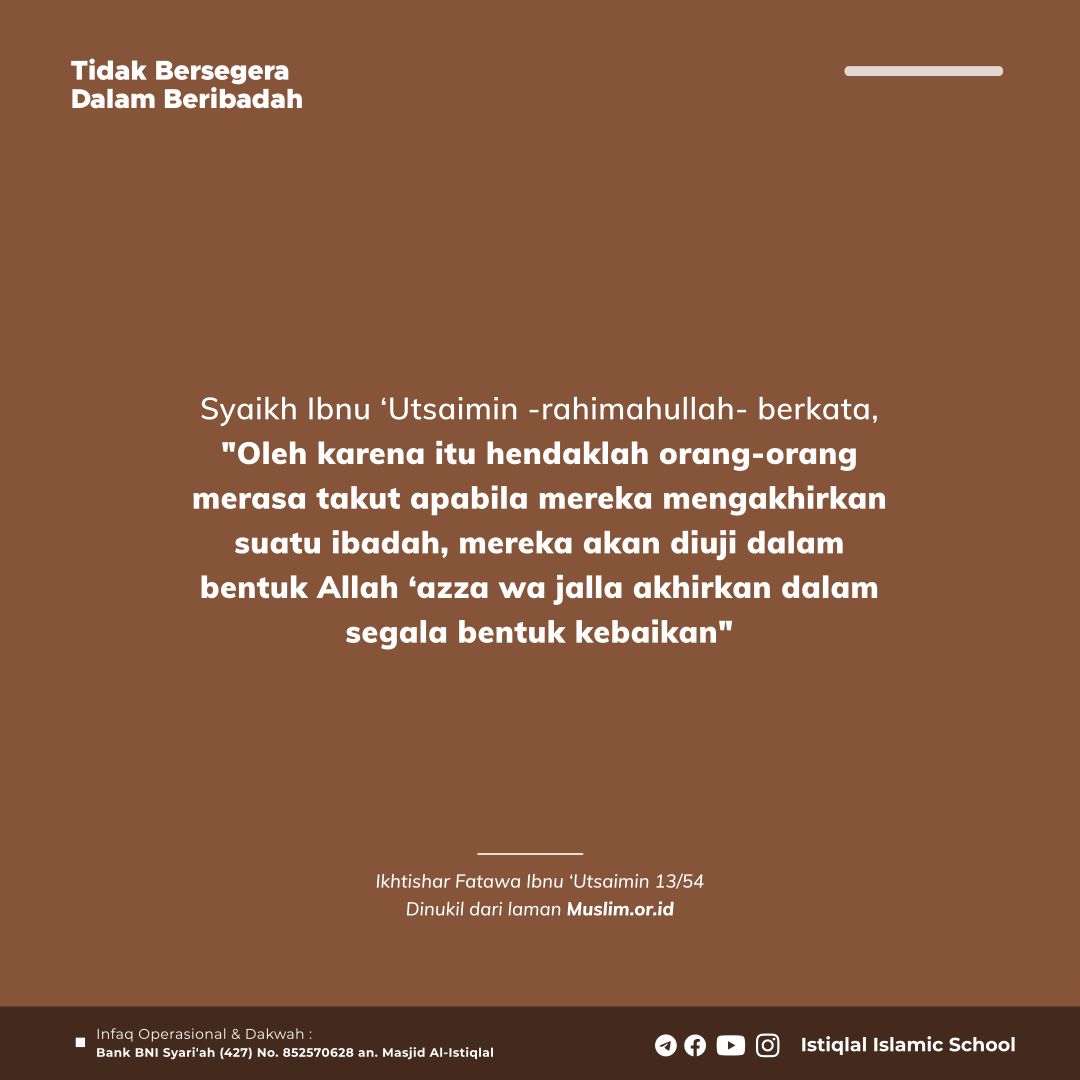 Tidak Bersegera
Dalam Beribadah
Syaikh Ibnu ‘Utsaimin -rahimahullah- berkata,
"Oleh karena itu hendaklah orang-orang
merasa takut apabila mereka mengakhirkan
suatu ibadah, mereka akan diuji dalam
bentuk Allah ‘azza wa jalla akhirkan dalam
segala bentuk kebaikan"
Ikhtishar Fatawa Ibnu ‘Utsaimin 13/54
Dinukil dari laman Muslim.or.id
Infaq Operasional & Dakwah :
Bank BNI Syari'ah (427) No. 852570628 an. Masjid Al-Istiqlal
Istiqlal Islamic School